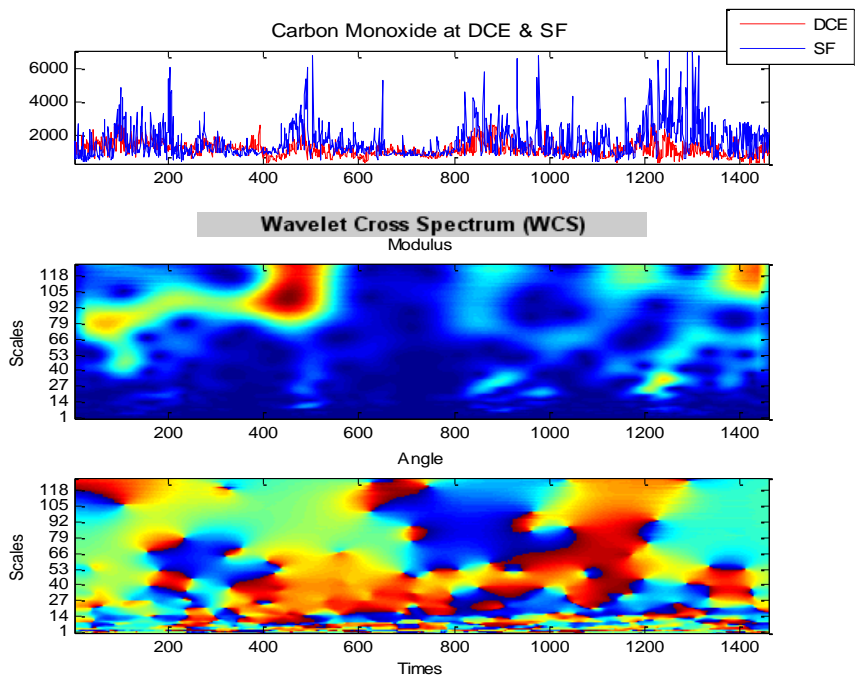 Carbon Monoxide at DCE & SF
DCE
SF
6000
4000
2000
200 400 600 800 1000 1200 1400
Wavelet Cross Spectrum (WCS)
Modulus
Scales
118
105
92
79
66
53
40
27
14
1
200 400 600 800 1000 1200 1400
Angle
Scales
118
105
92
79
66
53
40
27
14
1
200 400 600 800 1000 1200 1400
Times